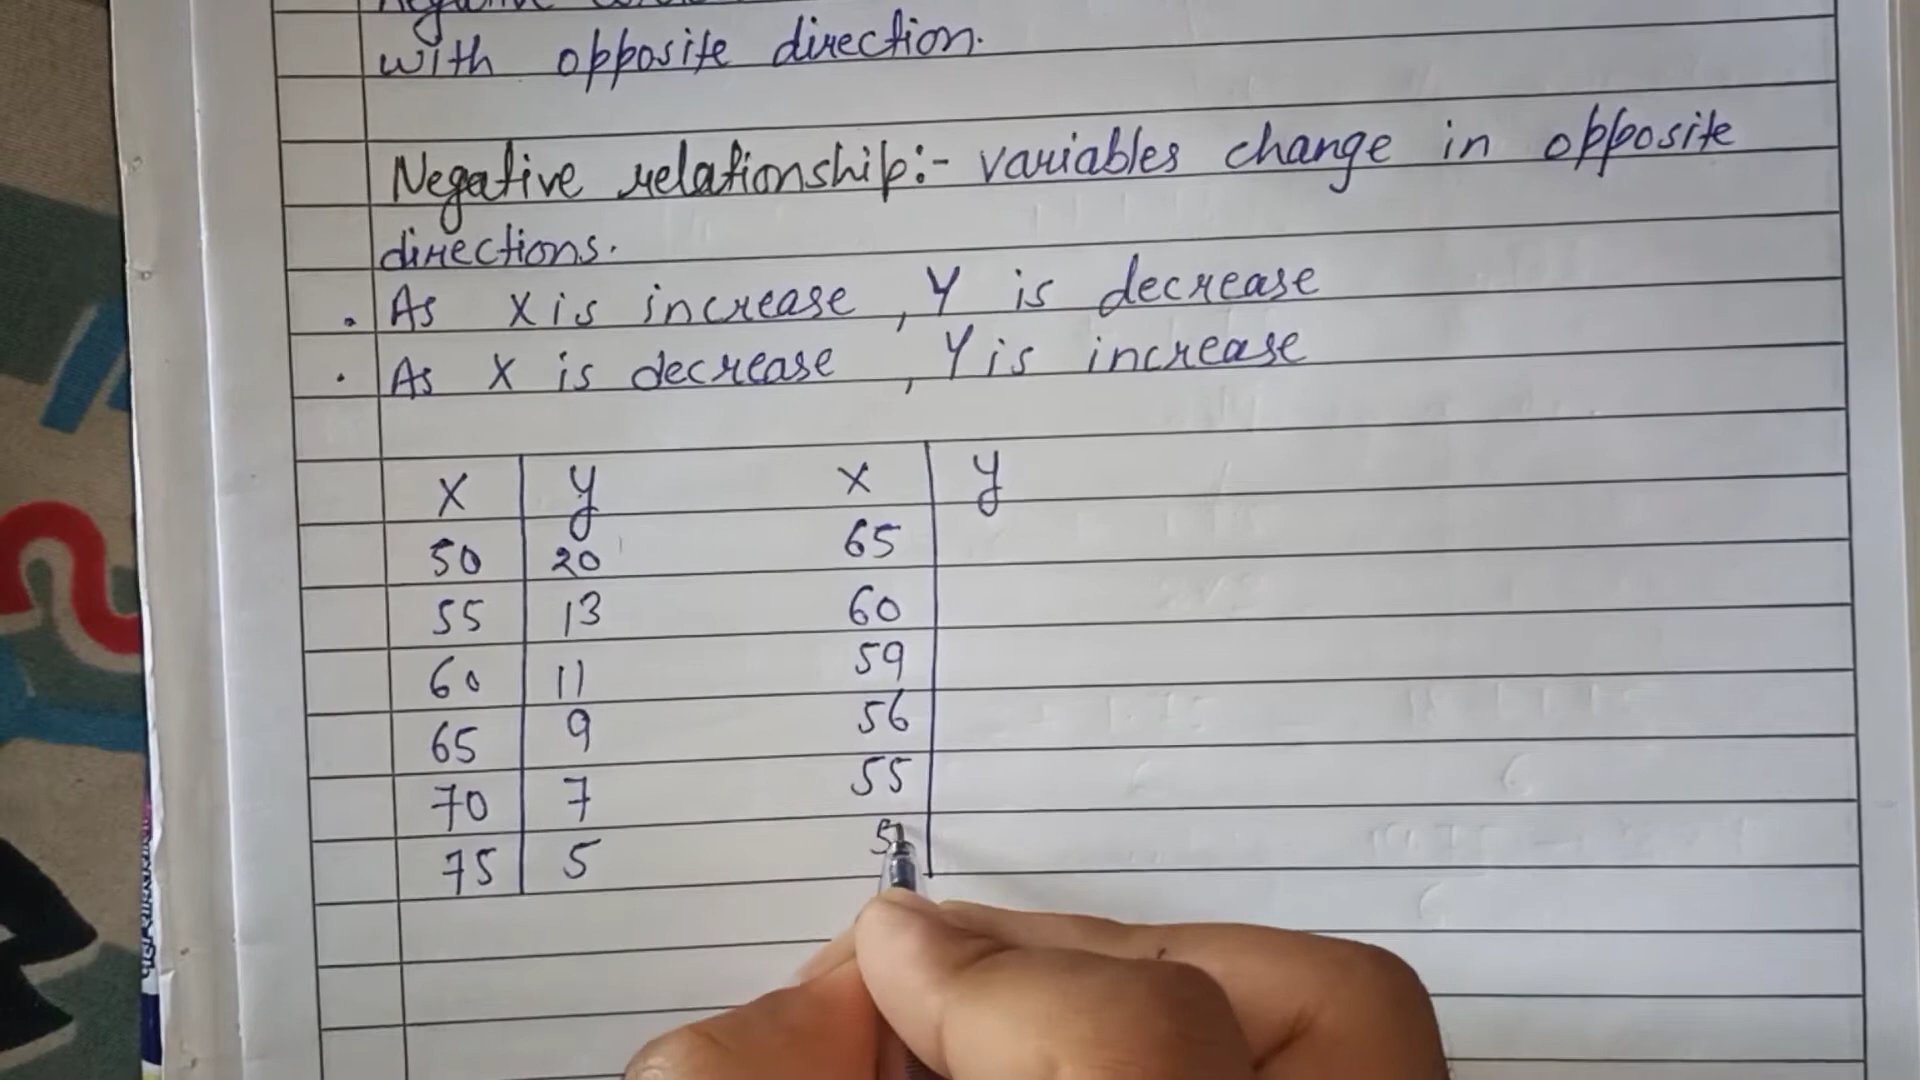 with opposite direction.
Negative relationship:- variables change in opposite
directions.
. As X is increase, Y is decrease
. As X is decrease, Y is increase
X y X y
50 20 65
55 13 60
60 11 59
65 9 56
70 7 55
75 5 5